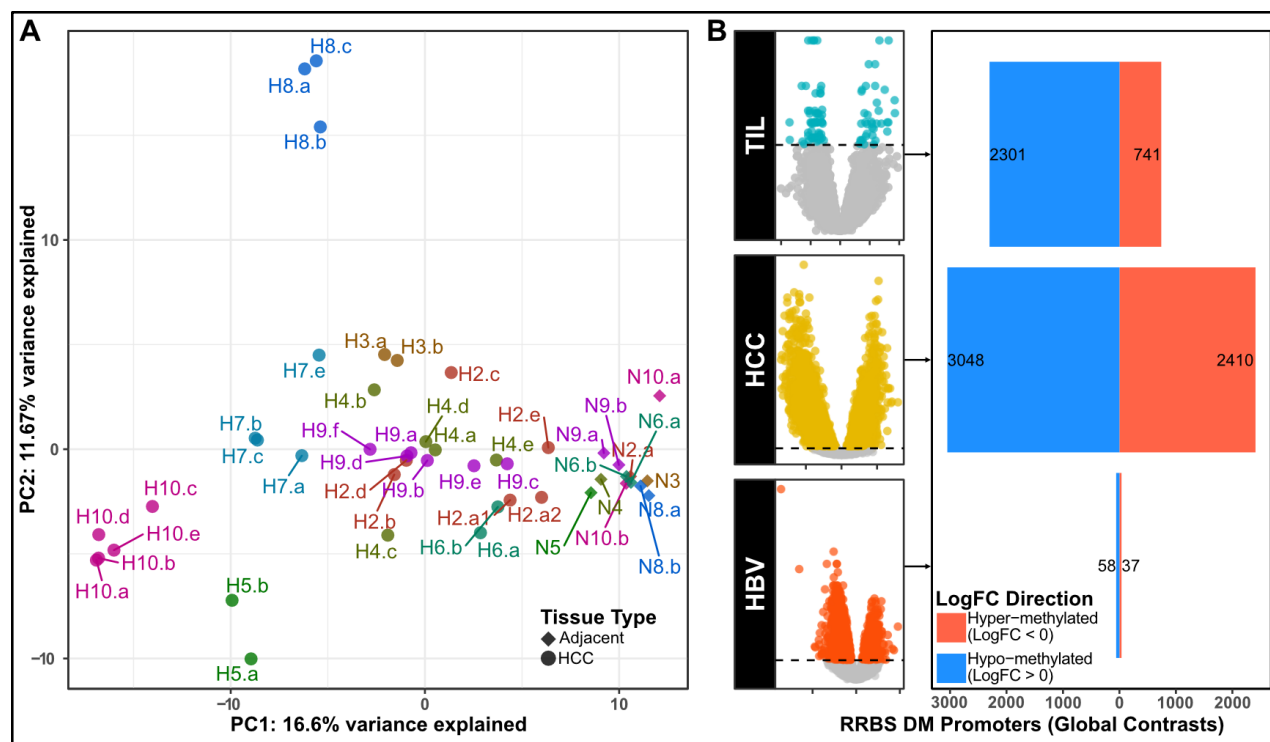 A
H8.c
H8.a
H8.b
H3.a
H3.b
H7.e
H2.c
H4.b
N10.a
H4.d
N9.b
H7.b
H9.f
H9.a
H4.a
H2.e
N6.a
H7.c
H9.d
H4.e
N9.a
N2.a
H7.a
H2.d
H9.b
H9.e
H9.c
N6.b
N3
H10.c
H2.b
H2.a1
H2.a2
N4
N8.a
H10.d
H10.e
H4.c
H6.b
H6.a
N5
N10.b
N8.b
H10.b
H10.a
H5.b
H5.a
Tissue Type
Adjacent
HCC
10
0
−10
PC2: 11.67% variance explained
−10
0
10
PC1: 16.6% variance explained
B
TIL
2301
741
HCC
3048
2410
HBV
58
37
LogFC Direction
Hyper-methylated
(LogFC < 0)
Hypo-methylated
(LogFC > 0)
3000
2000
1000
0
1000
2000
RRBS DM Promoters (Global Contrasts)